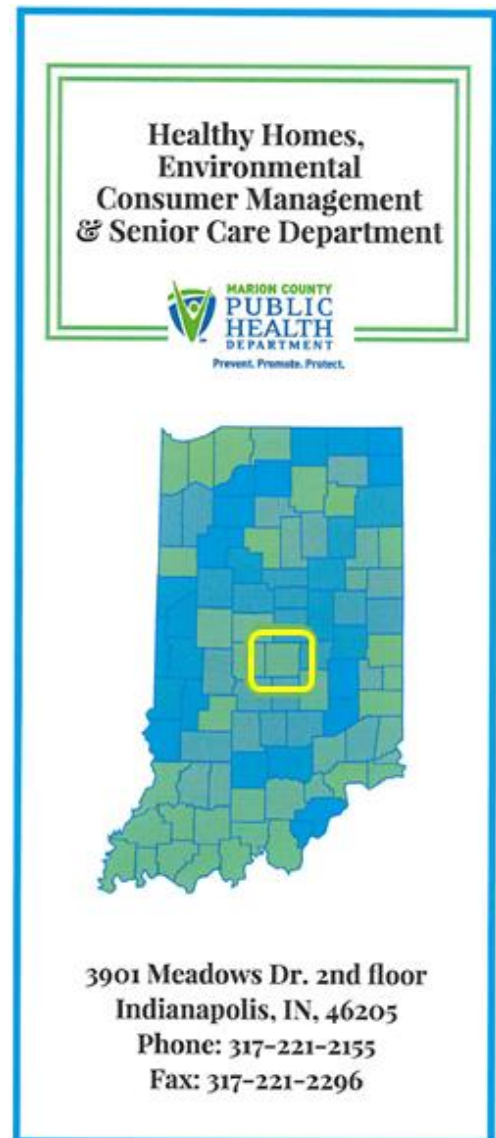 Healthy Homes,
Environmental
Consumer Management
& Senior Care Department
MARION COUNTY
PUBLIC
HEALTH
DEPARTMENT
Prevent. Promote. Protect.
3901 Meadows Dr. 2nd floor
Indianapolis, IN, 46205
Phone: 317-221-2155
Fax: 317-221-2296